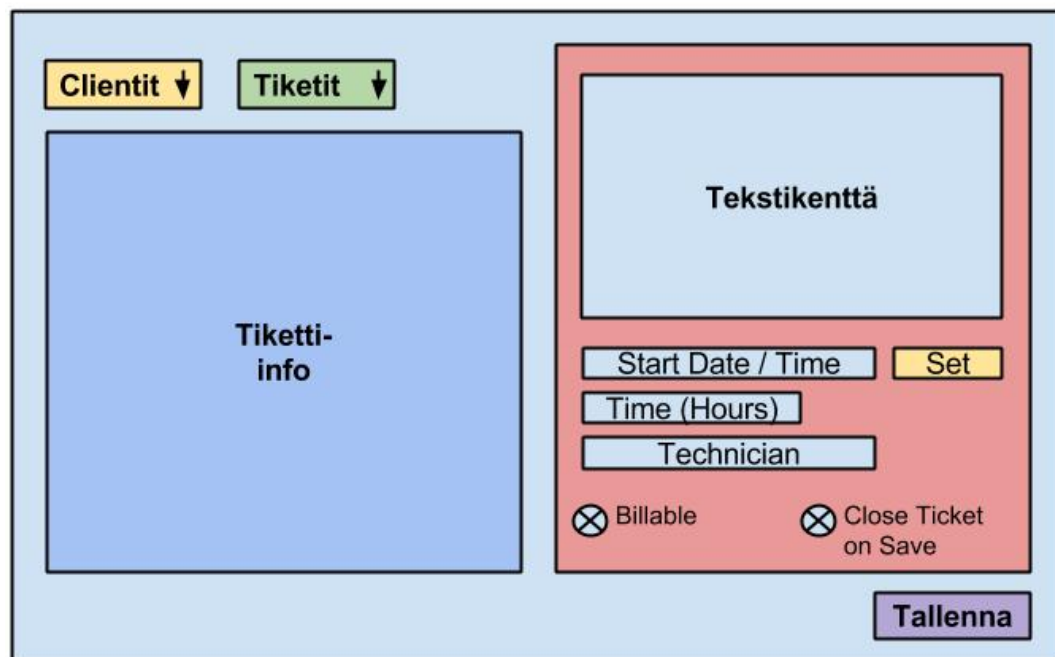 Clientit
Tiketit
Tiketti-
info
Tekstikenttä
Start Date / Time
Set
Time (Hours)
Technician
Billable
Close Ticket
on Save
Tallenna